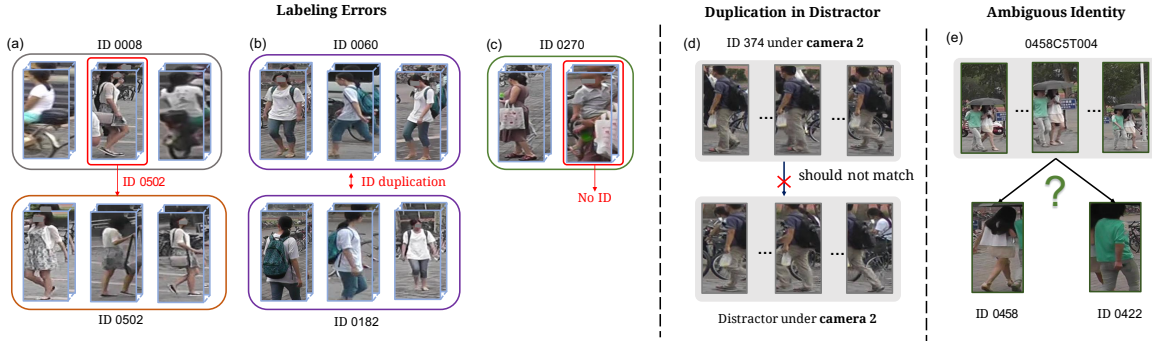 Labeling Errors
Duplication in Distractor
Ambiguous Identity
(a)
ID 0008
(b)
ID 0060
(c)
ID 0270
(d)
ID 374 under camera 2
(e)
0458C5T004
...
...
...
...
ID 0502
ID duplication
No ID
should not match
?
...
...
ID 0502
ID 0182
Distractor under camera 2
ID 0458
ID 0422